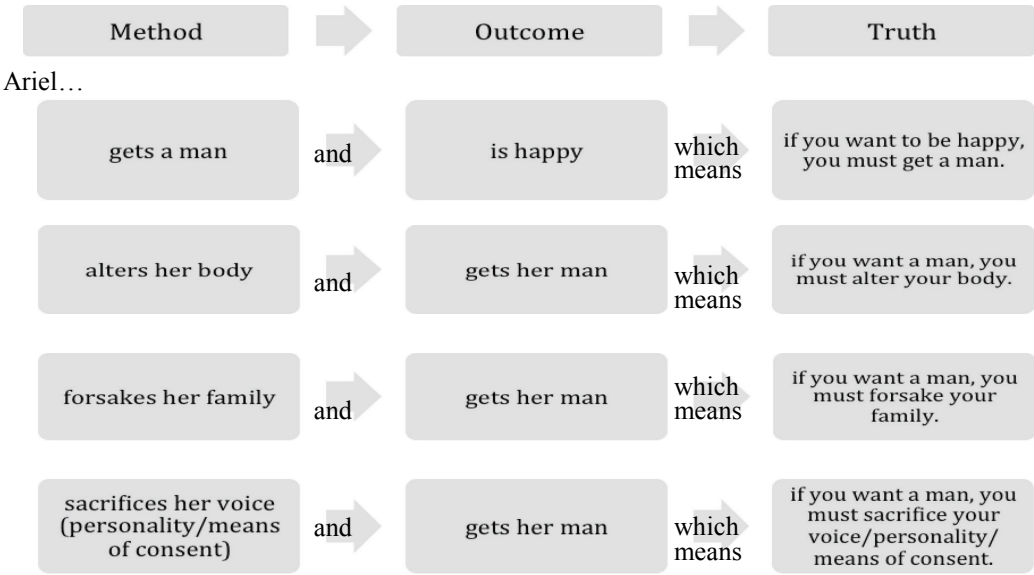 Method Outcome Truth
Ariel…
gets a man and is happy which means if you want to be happy,
you must get a man.
alters her body and gets her man which means if you want a man, you
must alter your body.
forsakes her family and gets her man which means if you want a man, you
must forsake your
family.
sacrifices her voice
(personality/means
of consent) and gets her man which means if you want a man, you
must sacrifice your
voice/personality/
means of consent.